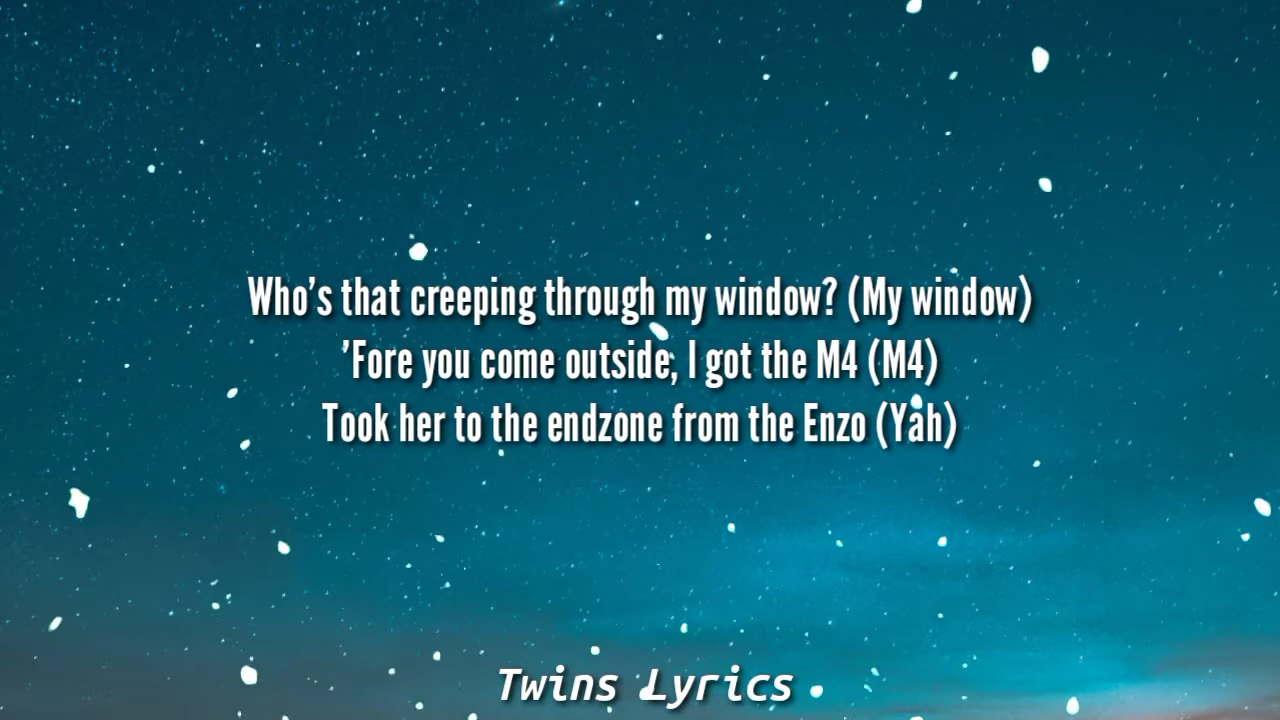 Who's that creeping through my window? (My window)
'Fore you come outside, I got the M4 (M4)
Took her to the endzone from the Enzo (Yah)
Twins Lyrics